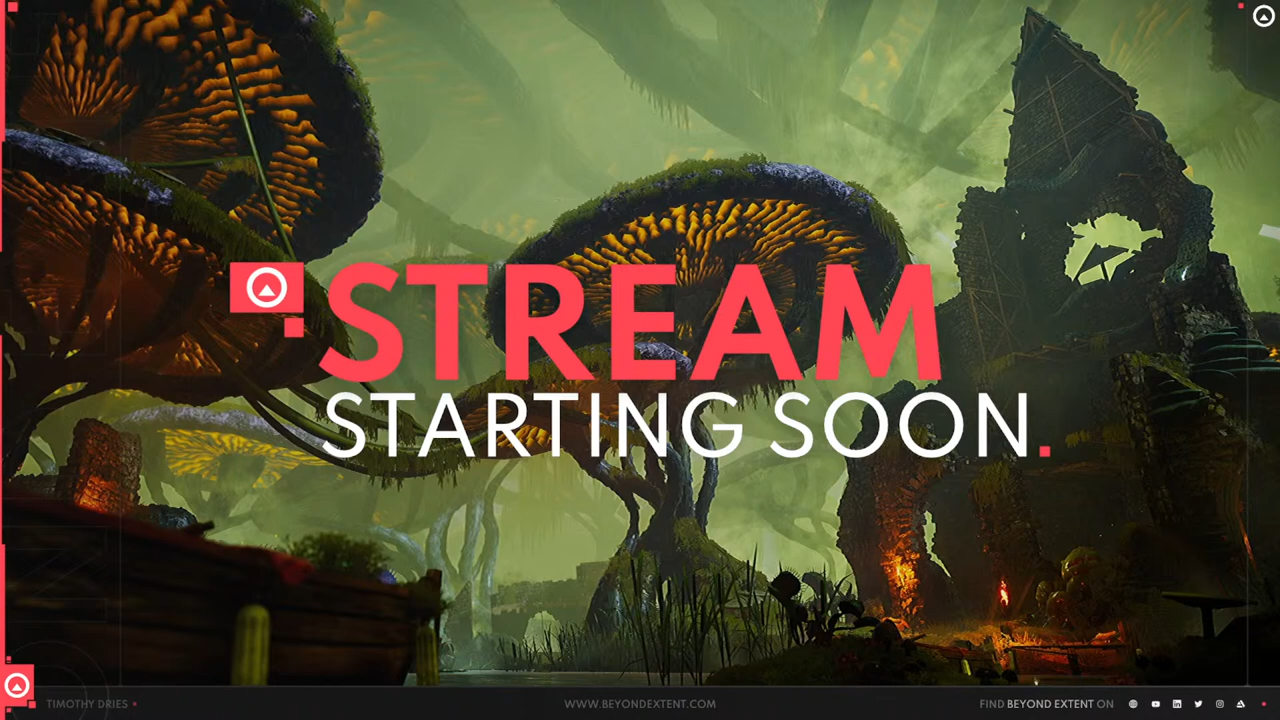 STREAM
STARTING SOON.
TIMOTHY DRIES
WWW.BEYONDEXTENT.COM
FIND BEYOND EXTENT ON